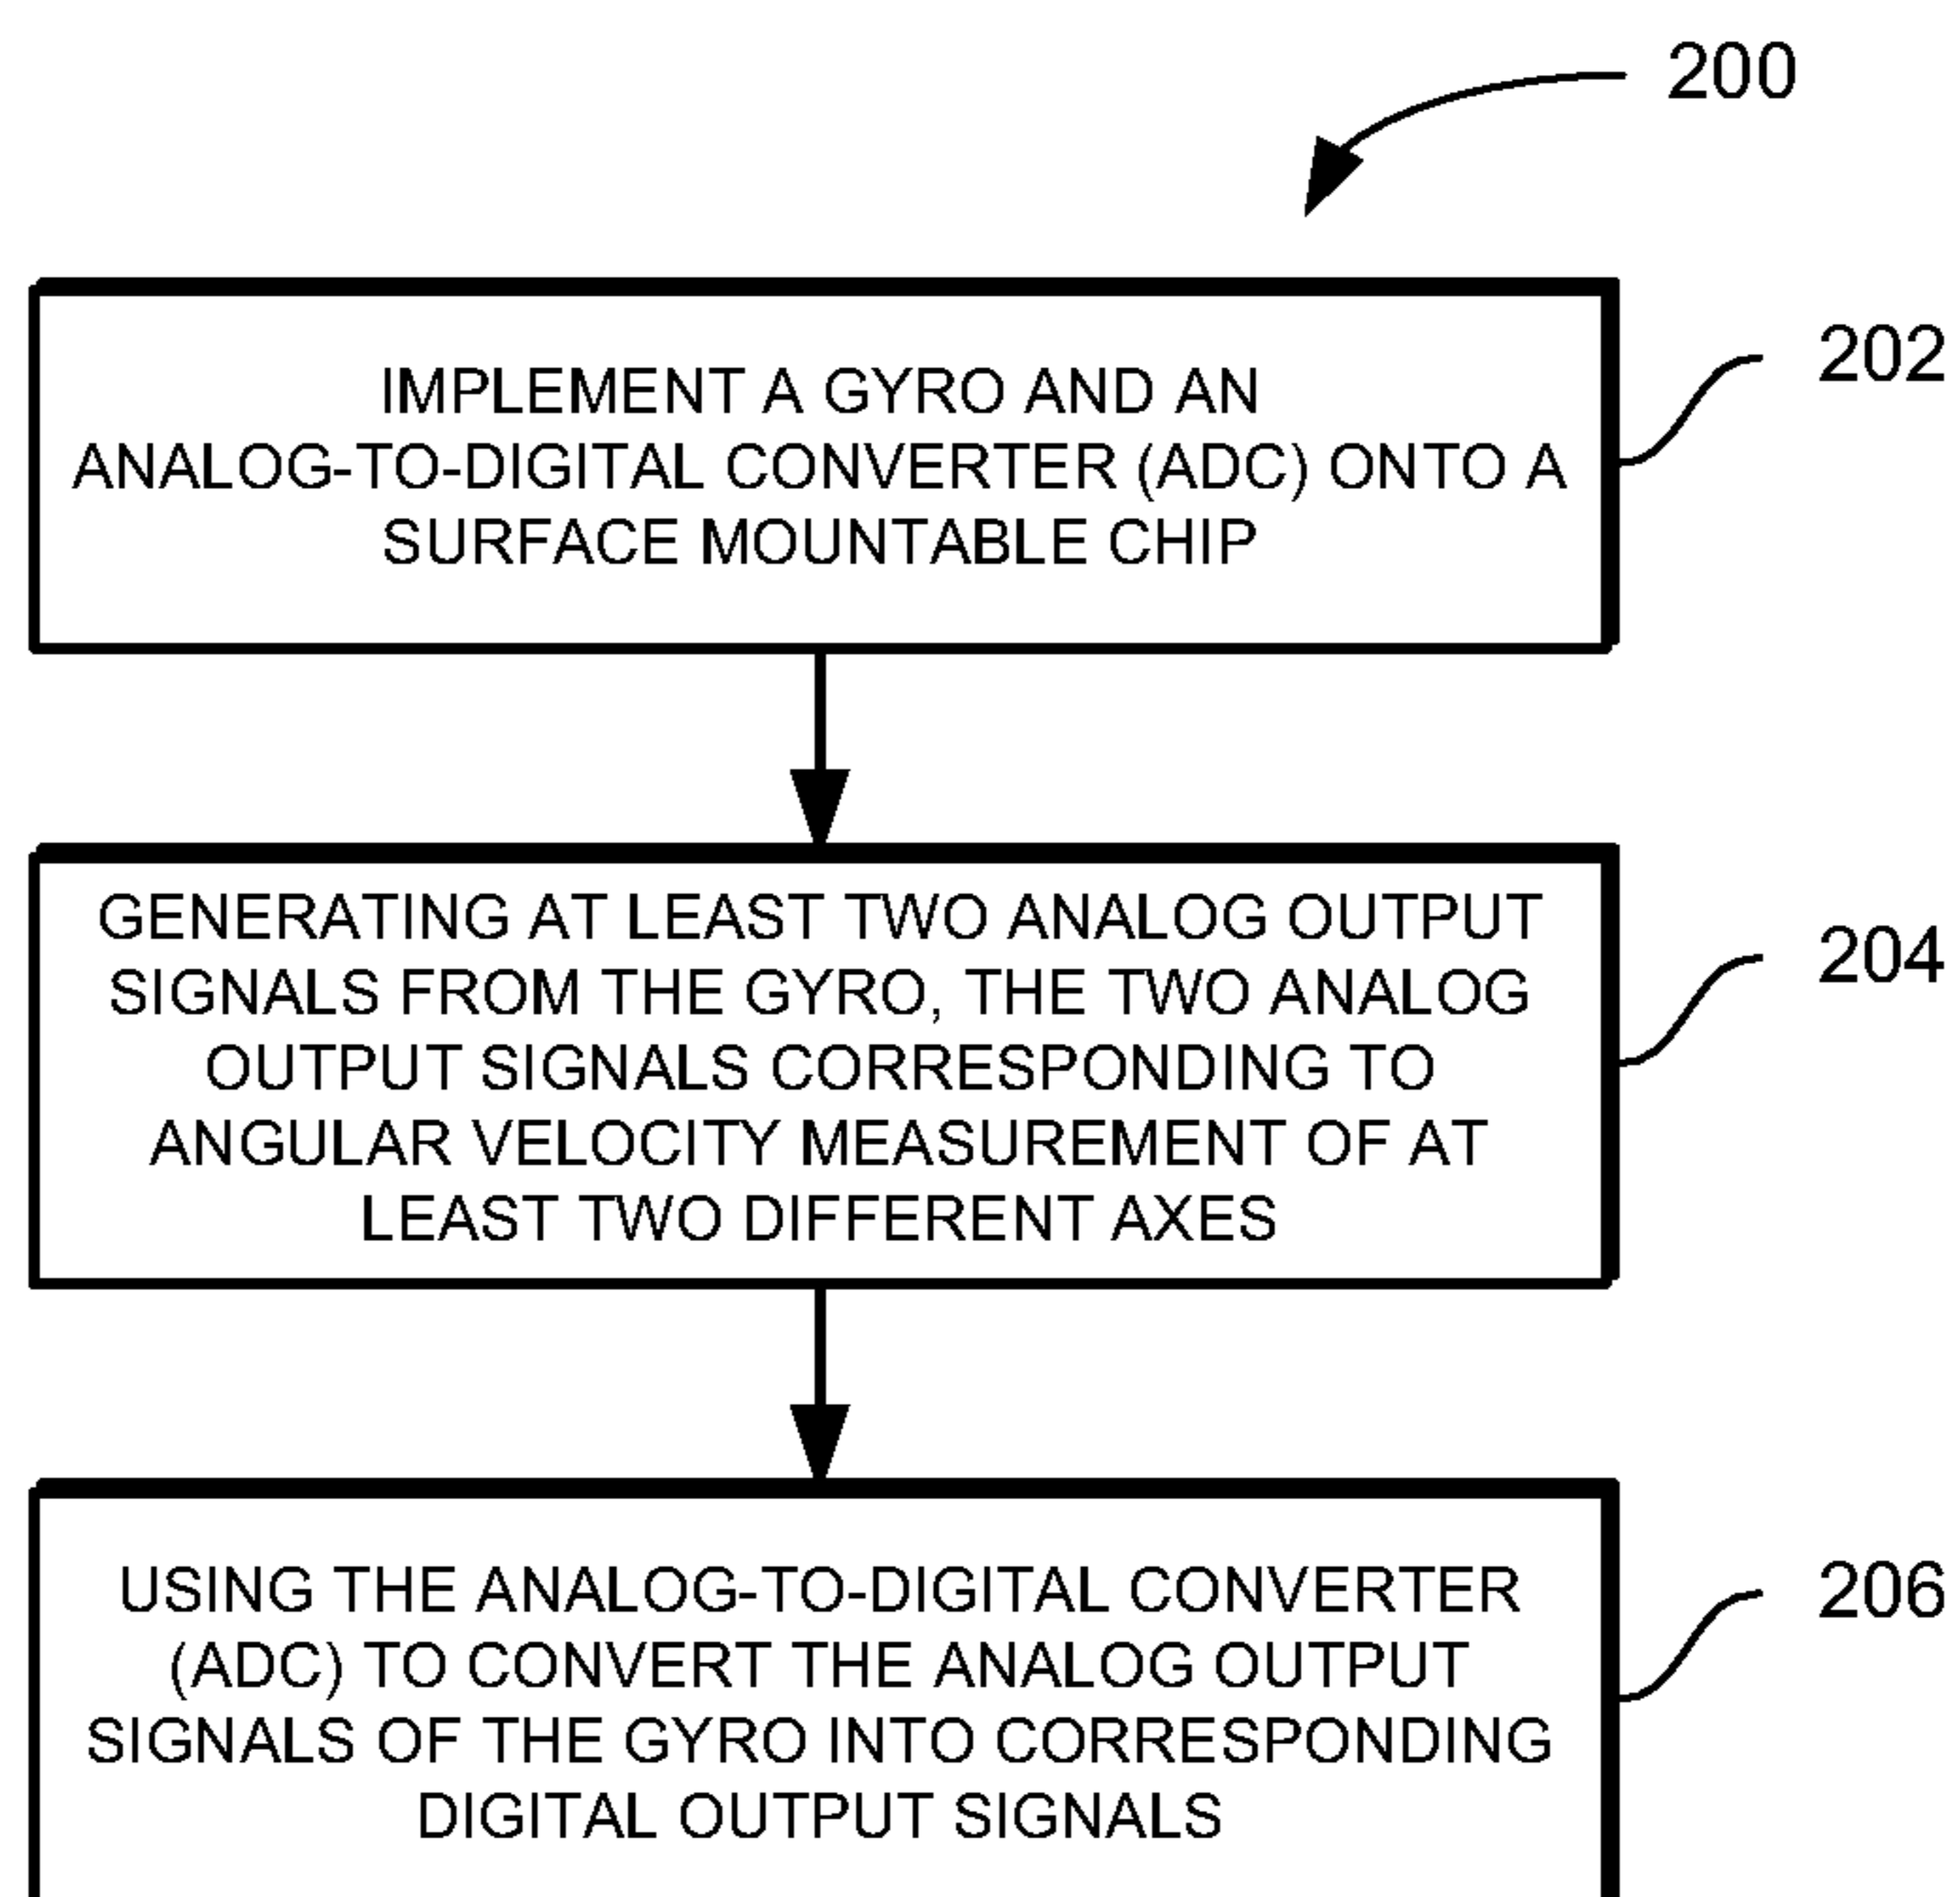 200
IMPLEMENT A GYRO AND AN
ANALOG-TO-DIGITAL CONVERTER (ADC) ONTO A
SURFACE MOUNTABLE CHIP
202
GENERATING AT LEAST TWO ANALOG OUTPUT
SIGNALS FROM THE GYRO, THE TWO ANALOG
OUTPUT SIGNALS CORRESPONDING TO
ANGULAR VELOCITY MEASUREMENT OF AT
LEAST TWO DIFFERENT AXES
204
USING THE ANALOG-TO-DIGITAL CONVERTER
(ADC) TO CONVERT THE ANALOG OUTPUT
SIGNALS OF THE GYRO INTO CORRESPONDING
DIGITAL OUTPUT SIGNALS
206